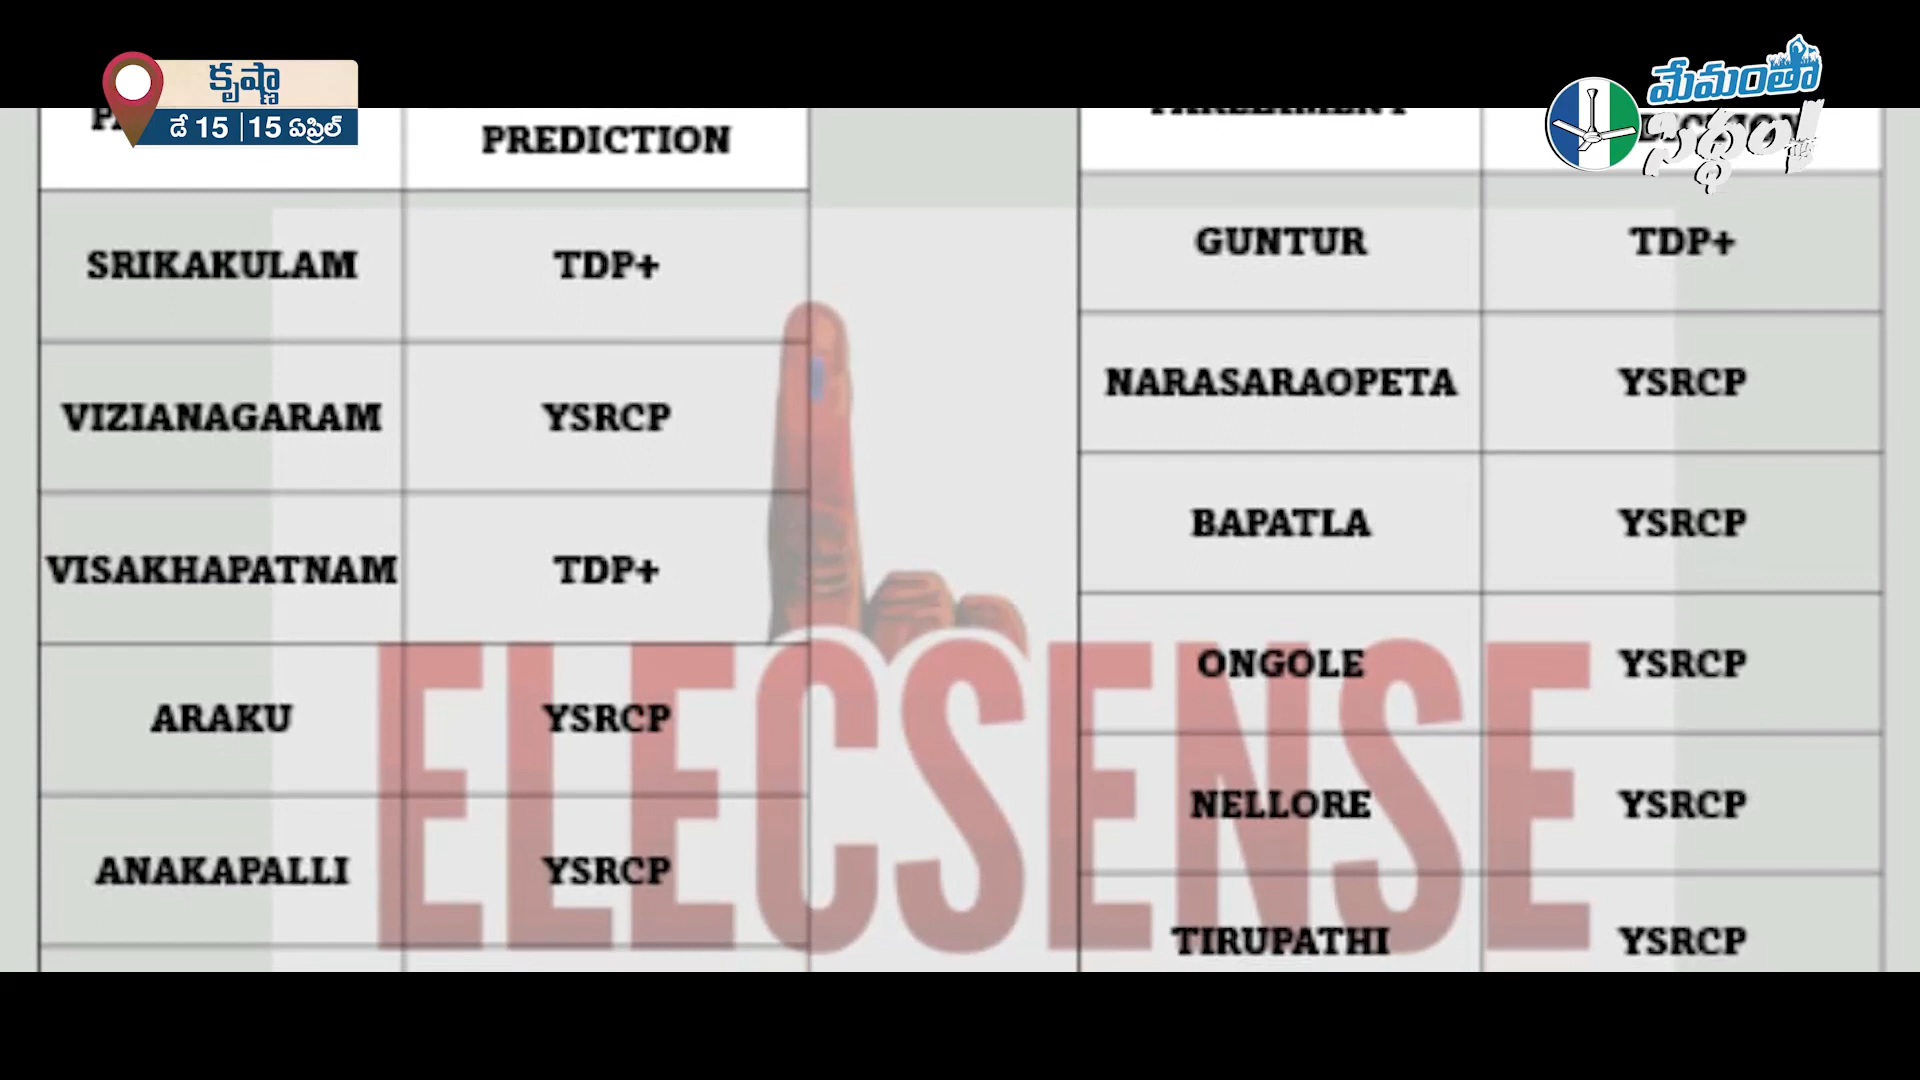 కృష్ణా
డే 15 | 15 ఏప్రిల్
మేమంతా
సిద్ధం!
PREDICTION
SRIKAKULAM TDP+
VIZIANAGARAM YSRCP
VISAKHAPATNAM TDP+
ARAKU YSRCP
ANAKAPALLI YSRCP
PARLIAMENT
GUNTUR TDP+
NARASARAOPETA YSRCP
BAPATLA YSRCP
ONGOLE YSRCP
NELLORE YSRCP
TIRUPATHI YSRCP
ELECSENSE